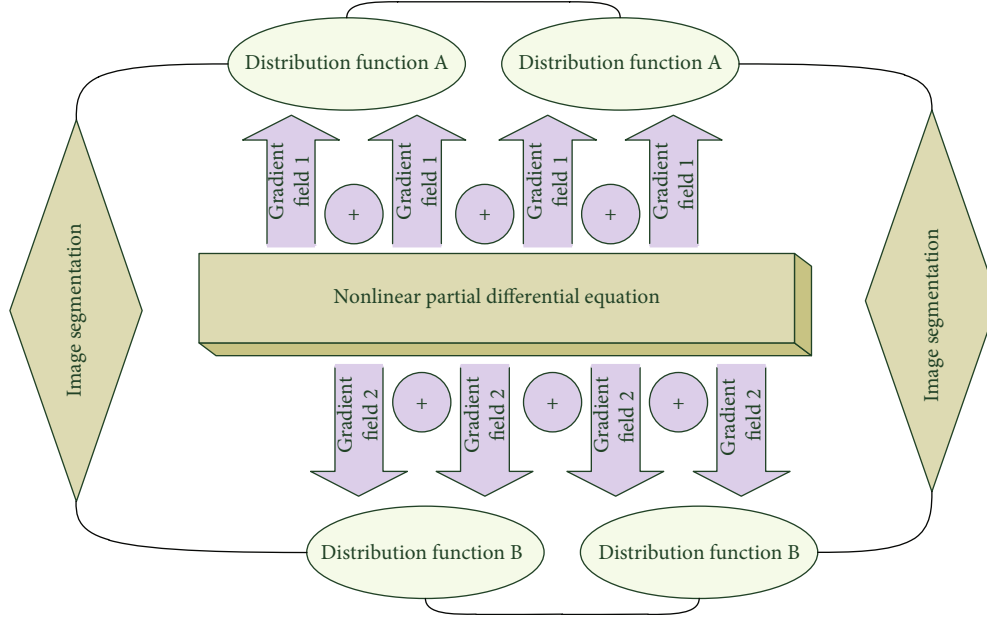 Distribution function A
Distribution function A
Gradient
field 1
+
Gradient
field 1
+
Gradient
field 1
+
Gradient
field 1
Image segmentation
Nonlinear partial differential equation
Image segmentation
Gradient
field 2
+
Gradient
field 2
+
Gradient
field 2
+
Gradient
field 2
Distribution function B
Distribution function B